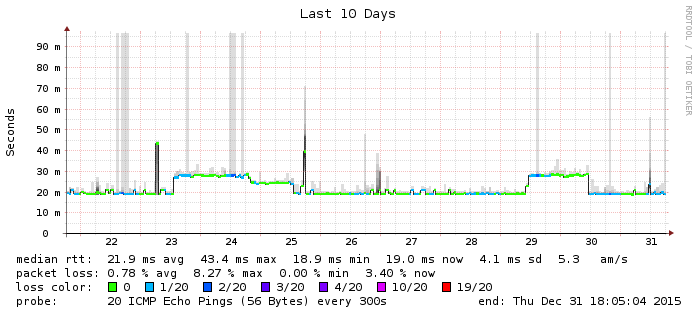 Last 10 Days
RRDTOOL / TOBI OETIKER
Seconds
90 m
80 m
70 m
60 m
50 m
40 m
30 m
20 m
10 m
0
22 23 24 25 26 27 28 29 30 31
median rtt: 21.9 ms avg 43.4 ms max 18.9 ms min 19.0 ms now 4.1 ms sd 5.3 am/s
packet loss: 0.78 % avg 8.27 % max 0.00 % min 3.40 % now
loss color: 0 1/20 2/20 3/20 4/20 10/20 19/20
probe: 20 ICMP Echo Pings (56 Bytes) every 300s end: Thu Dec 31 18:05:04 2015